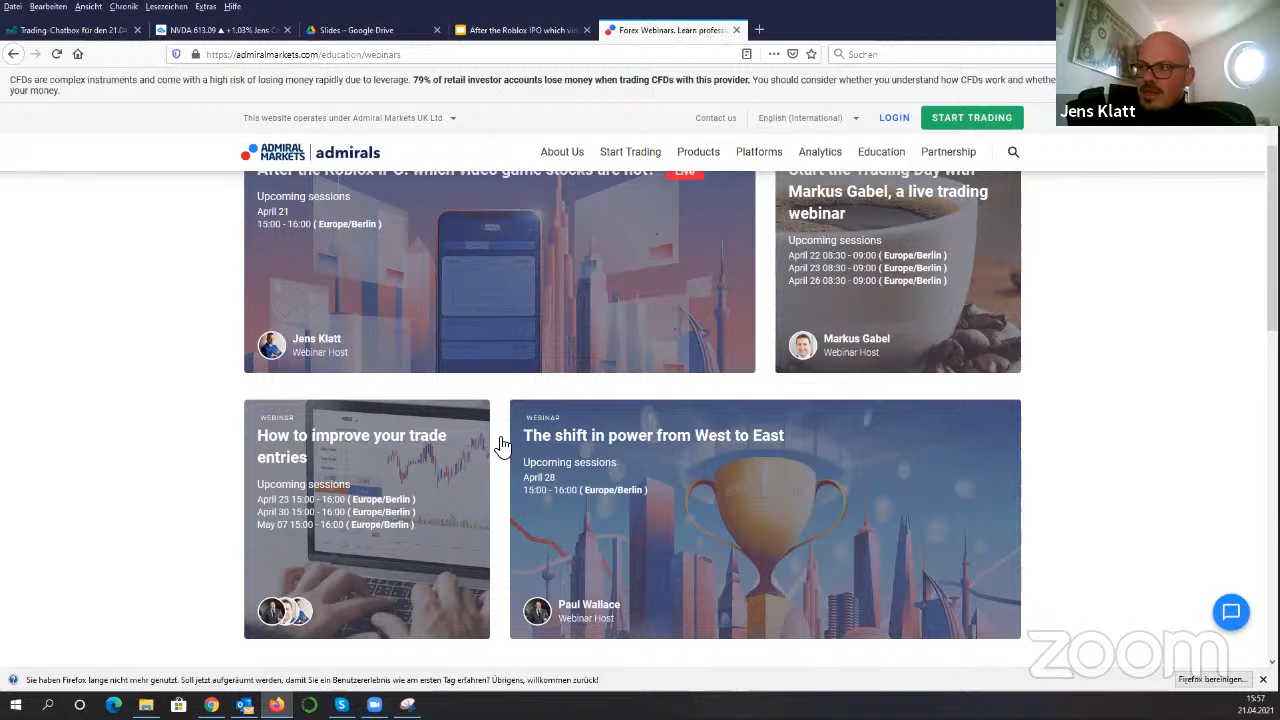 Datei Bearbeiten Ansicht Chronik Lesezeichen Extras Hilfe
Trading-Chatbox für den 21.04
NVDA 613.09 ▲ +1.03% Jens C
Slides – Google Drive
After the Roblox IPO which vi
Forex Webinars. Learn profess
https://admiralmarkets.com/education/webinars
Suchen
CFDs are complex instruments and come with a high risk of losing money rapidly due to leverage. 79% of retail investor accounts lose money when trading CFDs with this provider. You should consider whether you understand how CFDs work and whethe
your money.
Jens Klatt
This website operates under Admiral Markets UK Ltd
Contact us
English (International)
LOGIN
START TRADING
ADMIRAL
MARKETS
admirals
About Us
Start Trading
Products
Platforms
Analytics
Education
Partnership
After the Roblox IPO: which video game stocks are hot?
Live
Upcoming sessions
April 21
15:00 - 16:00 ( Europe/Berlin )
Jens Klatt
Webinar Host
Start the Trading Day with
Markus Gabel, a live trading
webinar
Upcoming sessions
April 22 08:30 - 09:00 ( Europe/Berlin )
April 23 08:30 - 09:00 ( Europe/Berlin )
April 26 08:30 - 09:00 ( Europe/Berlin )
Markus Gabel
Webinar Host
WEBINAR
How to improve your trade
entries
Upcoming sessions
April 23 15:00 - 16:00 ( Europe/Berlin )
April 30 15:00 - 16:00 ( Europe/Berlin )
May 07 15:00 - 16:00 ( Europe/Berlin )
WEBINAR
The shift in power from West to East
Upcoming sessions
April 28
15:00 - 16:00 ( Europe/Berlin )
Paul Wallace
Webinar Host
zoom
Sie haben Firefox lange nicht mehr genutzt. Soll jetzt aufgeräumt werden, damit Sie ein Benutzererlebnis wie am ersten Tag erfahren? Übrigens, willkommen zurück!
Firefox bereinigen...
15:57
21.04.2021